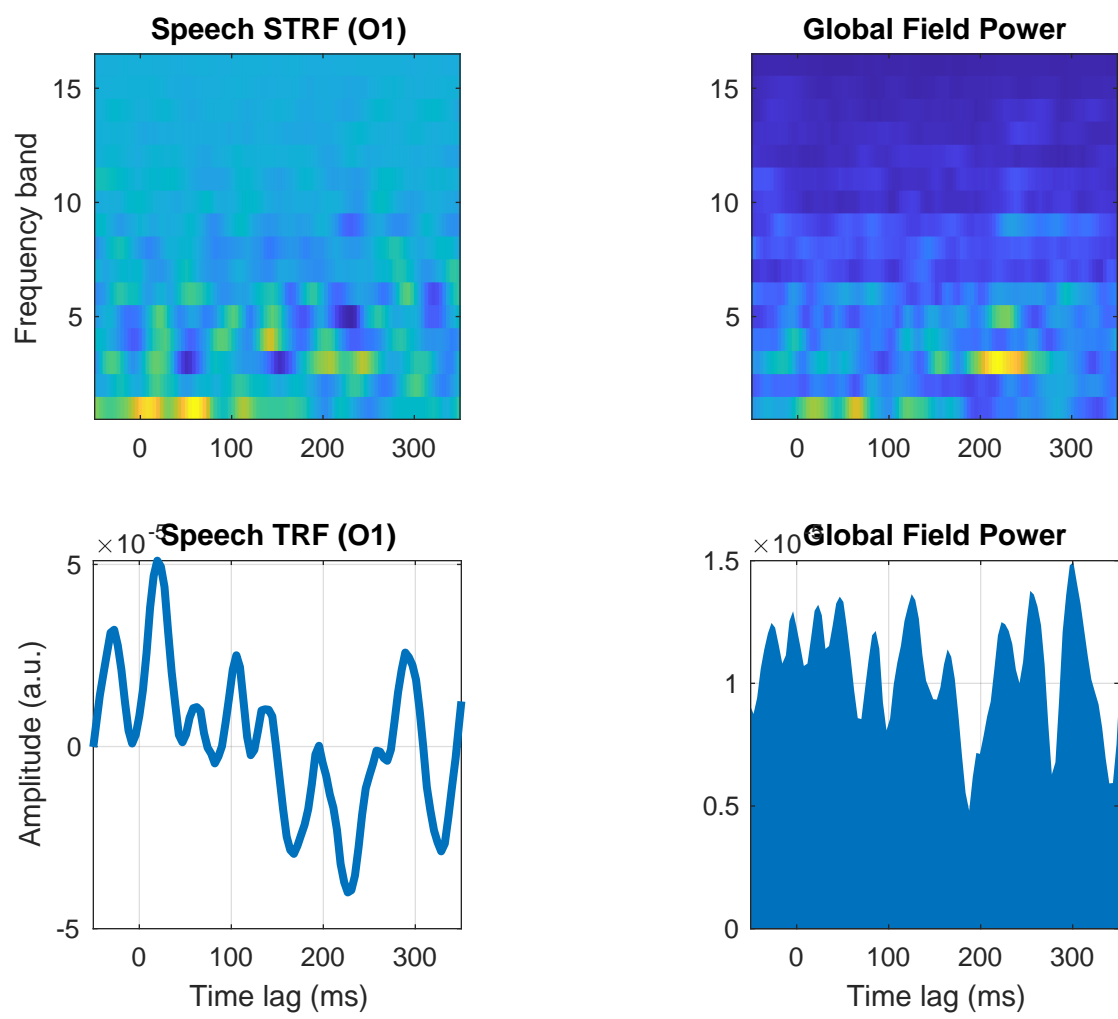 Speech STRF (O1)
Frequency band
15
10
5
0 100 200 300
Global Field Power
15
10
5
0 100 200 300
Speech TRF (O1)
×10⁻⁵
Amplitude (a.u.)
5
0
-5
0 100 200 300
Time lag (ms)
Global Field Power
×10
1.5
1
0.5
0
0 100 200 300
Time lag (ms)